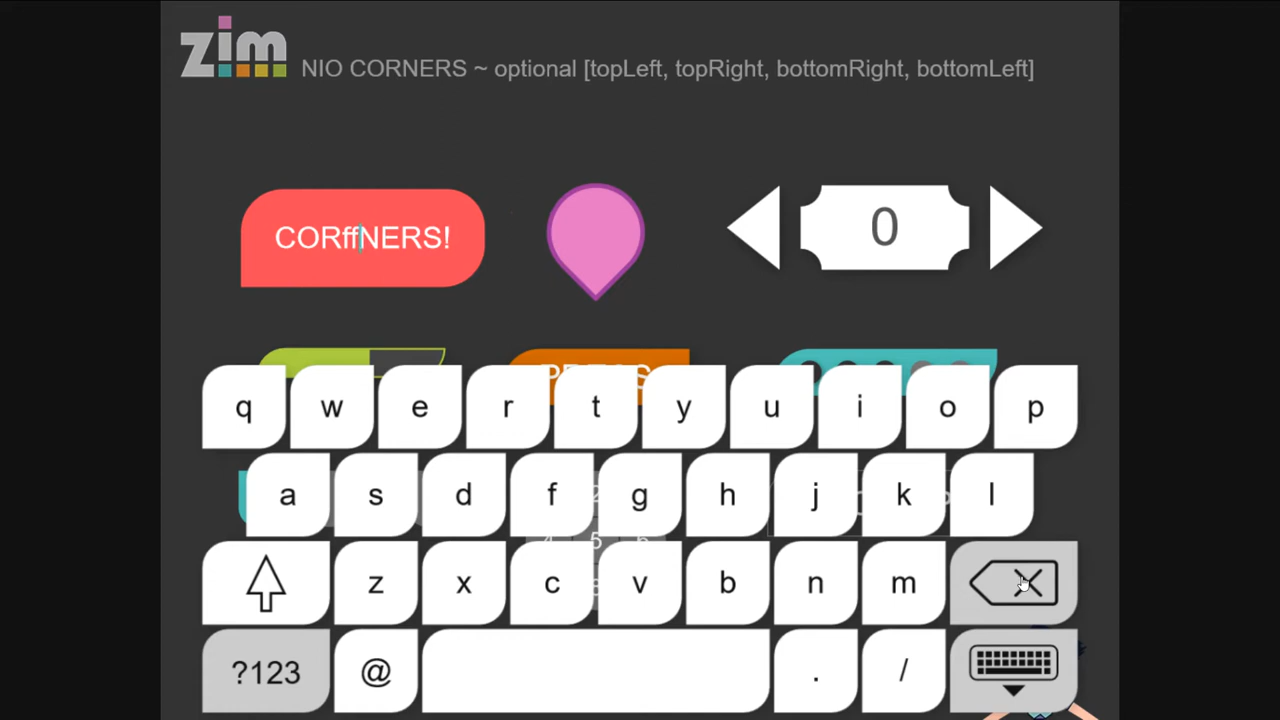 zim NIO CORNERS ~ optional [topLeft, topRight, bottomRight, bottomLeft]
CORffNERS!
0
q w e r t y u i o p
a s d f g h j k l
z x c v b n m
?123 @ . /